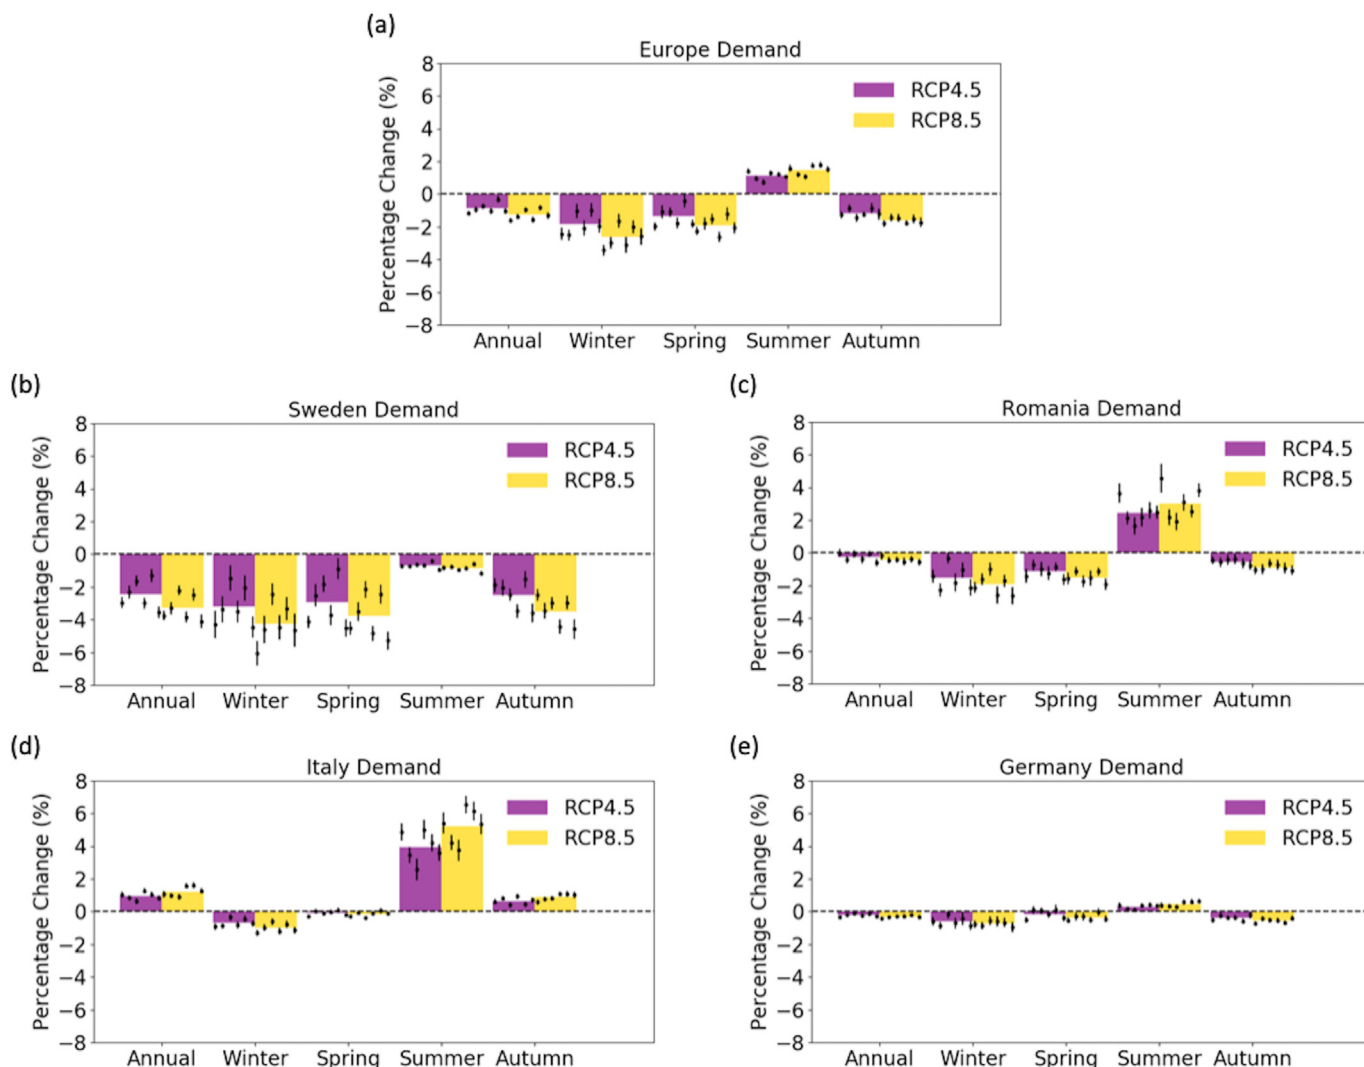 (a)
Europe Demand
Percentage Change (%)
8
6
4
2
0
−2
−4
−6
−8
RCP4.5
RCP8.5
Annual Winter Spring Summer Autumn
(b)
Sweden Demand
Percentage Change (%)
8
6
4
2
0
−2
−4
−6
−8
RCP4.5
RCP8.5
Annual Winter Spring Summer Autumn
(c)
Romania Demand
Percentage Change (%)
8
6
4
2
0
−2
−4
−6
−8
RCP4.5
RCP8.5
Annual Winter Spring Summer Autumn
(d)
Italy Demand
Percentage Change (%)
8
6
4
2
0
−2
−4
−6
−8
RCP4.5
RCP8.5
Annual Winter Spring Summer Autumn
(e)
Germany Demand
Percentage Change (%)
8
6
4
2
0
−2
−4
−6
−8
RCP4.5
RCP8.5
Annual Winter Spring Summer Autumn